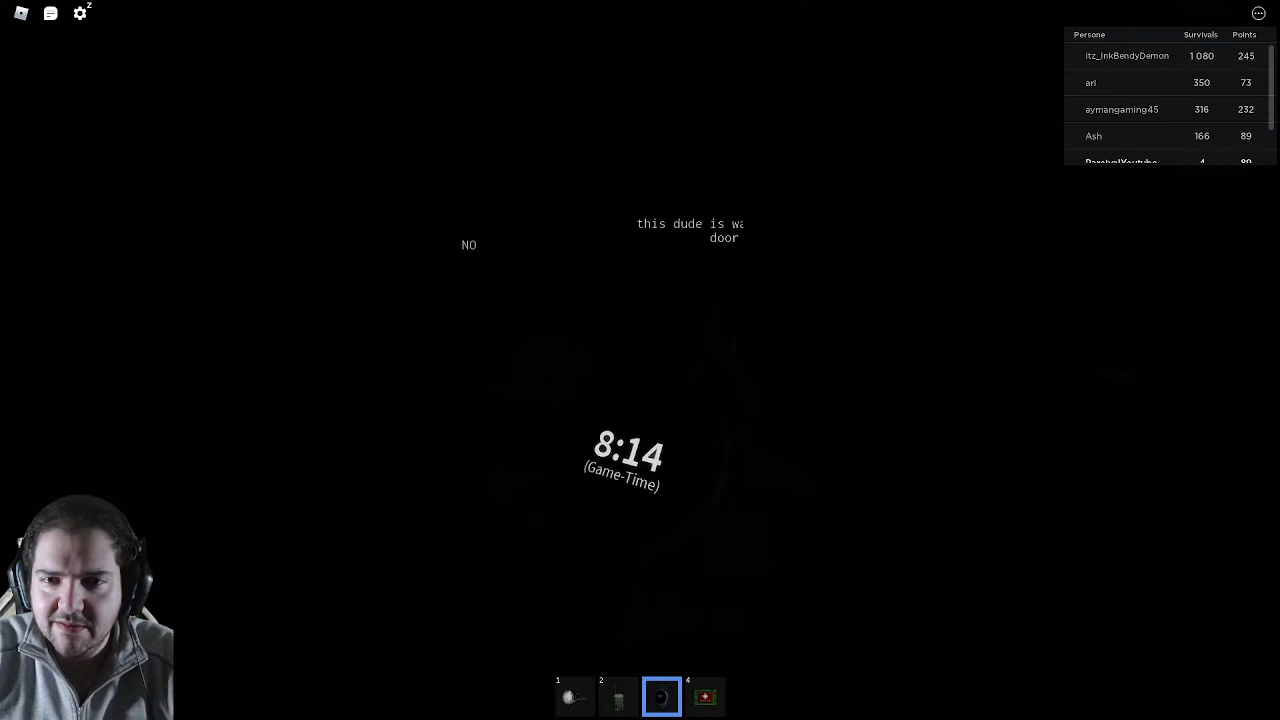 z
Persone Survivals Points
Itz_InkBendyDemon 1 080 245
ari 350 73
aymangaming45 316 232
Ash 166 89
ParcivalYoutube 4 89
this dude is
door
NO
8:14
(Game-Time)
1 2 4